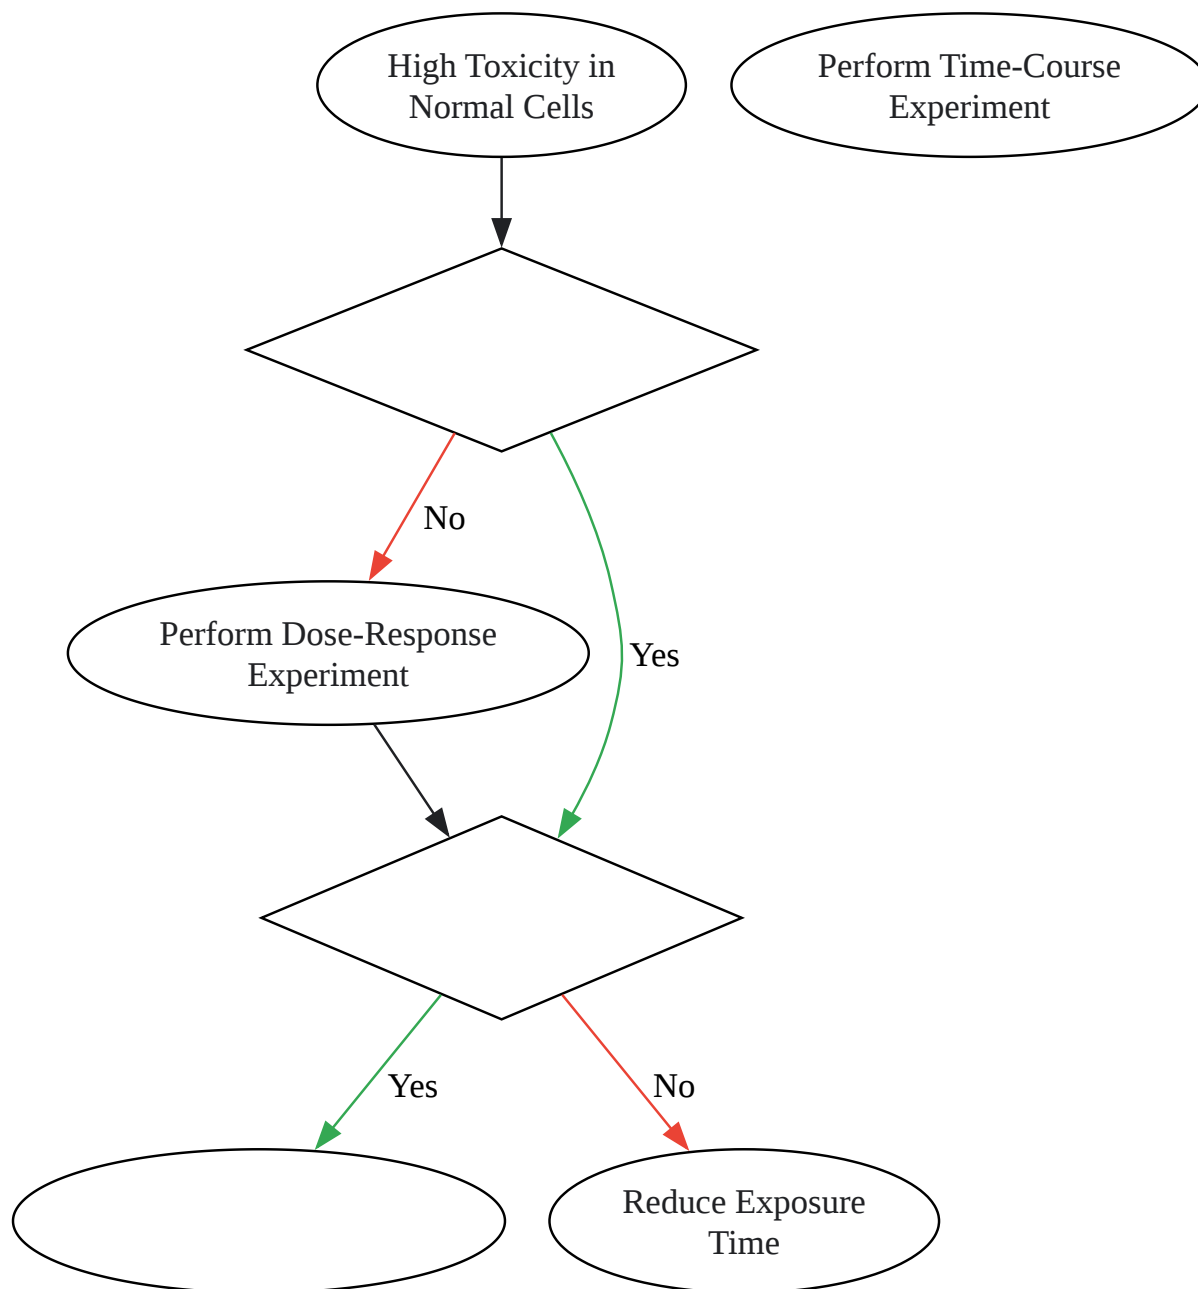 High Toxicity in
Normal Cells
Perform Time-Course
Experiment
No
Perform Dose-Response
Experiment
Yes
Yes
No
Reduce Exposure
Time